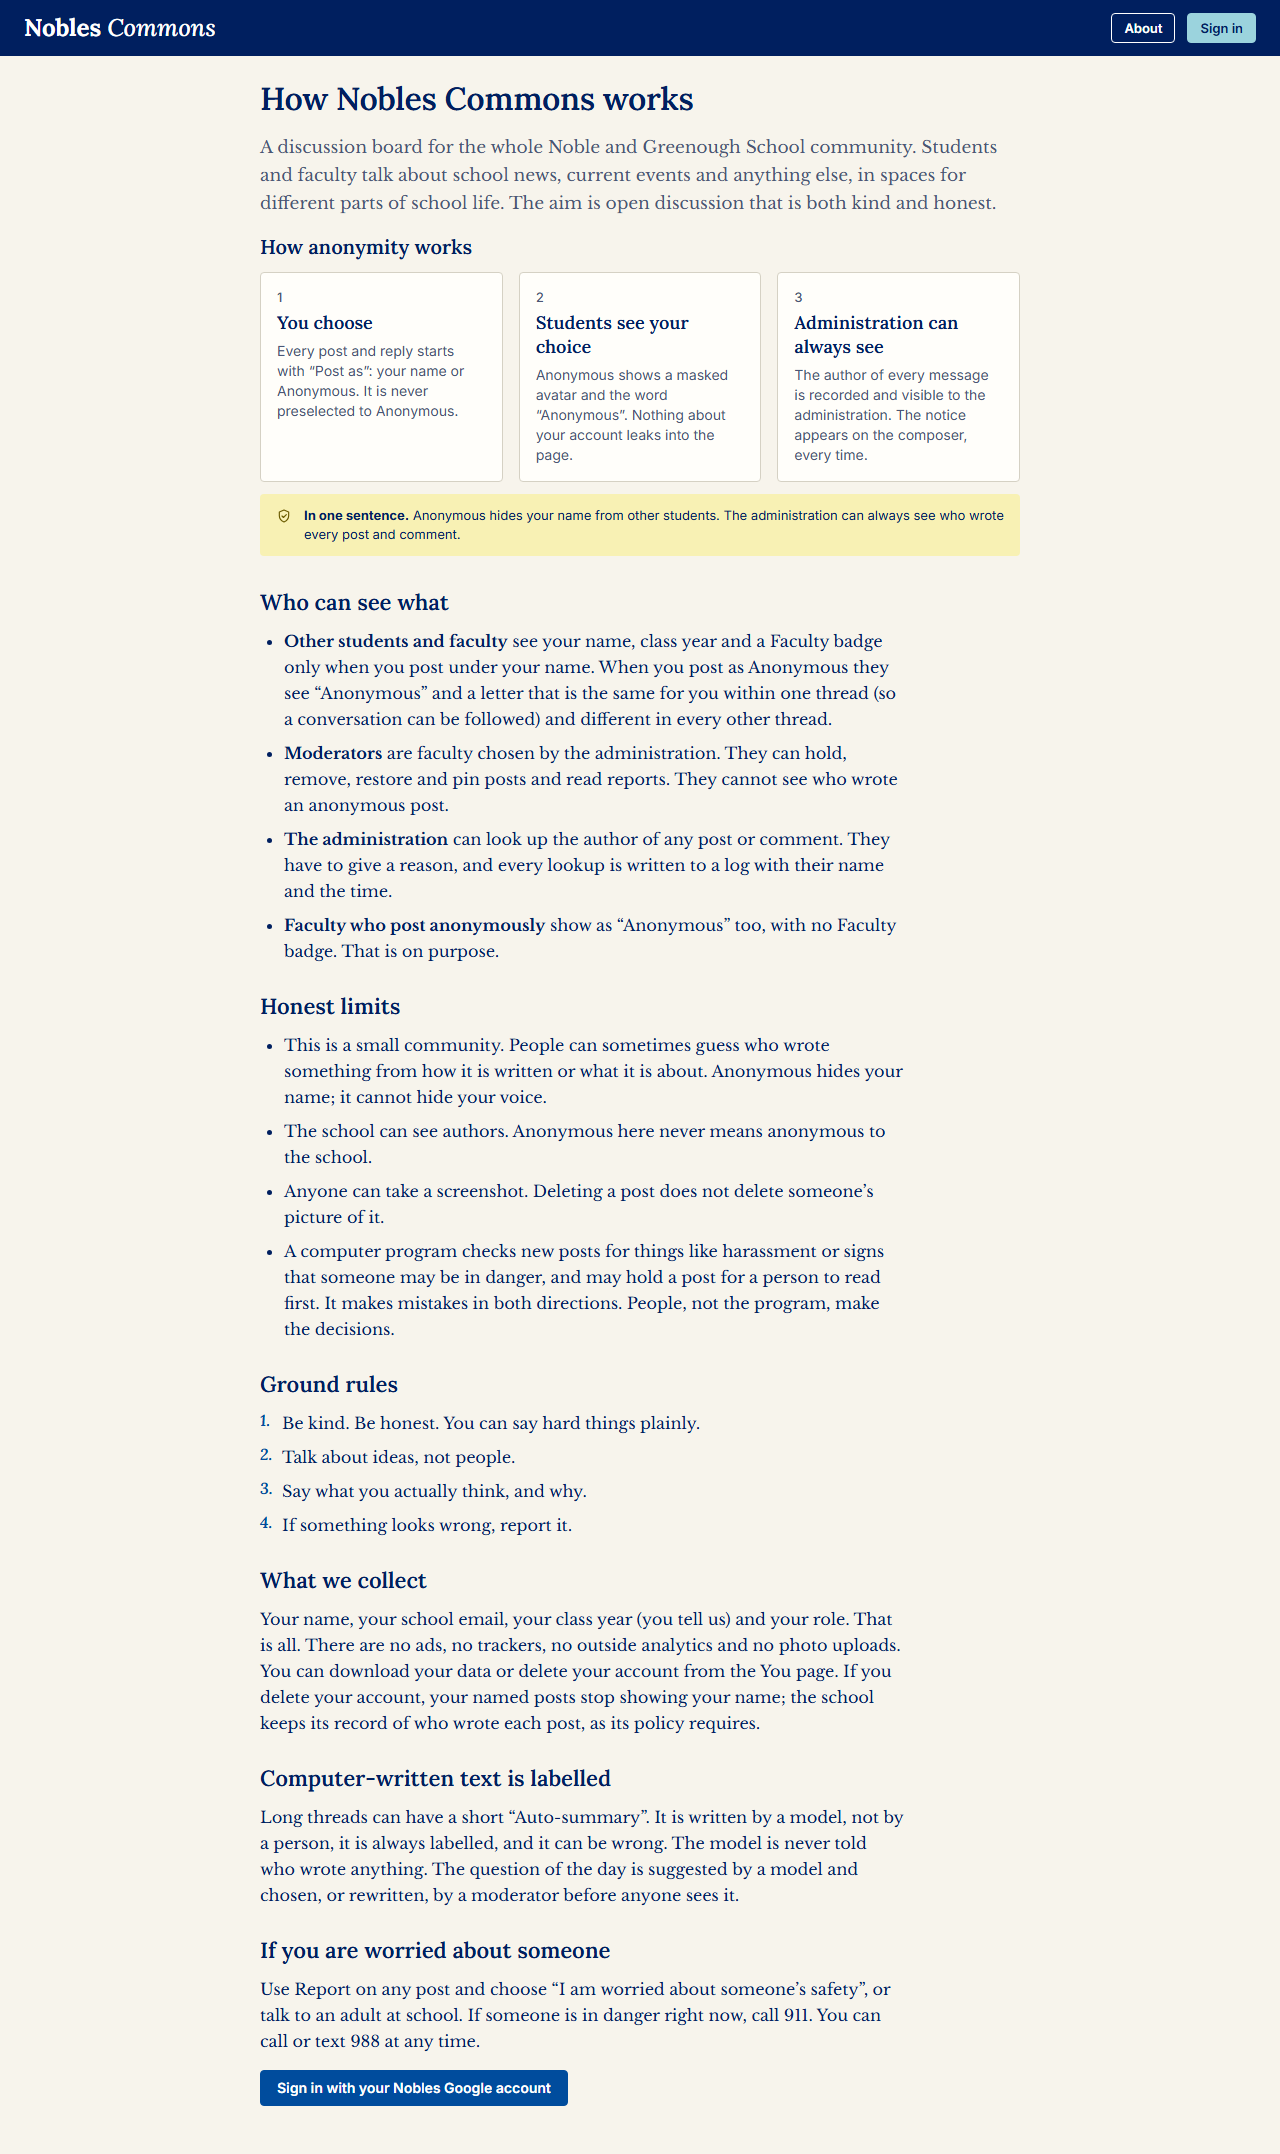 Nobles Commons
About
Sign in
How Nobles Commons works
A discussion board for the whole Noble and Greenough School community. Students
and faculty talk about school news, current events and anything else, in spaces for
different parts of school life. The aim is open discussion that is both kind and honest.
How anonymity works
1
You choose
Every post and reply starts
with “Post as”: your name or
Anonymous. It is never
preselected to Anonymous.
2
Students see your
choice
Anonymous shows a masked
avatar and the word
“Anonymous”. Nothing about
your account leaks into the
page.
3
Administration can
always see
The author of every message
is recorded and visible to the
administration. The notice
appears on the composer,
every time.
In one sentence. Anonymous hides your name from other students. The administration can always see who wrote
every post and comment.
Who can see what
• Other students and faculty see your name, class year and a Faculty badge
only when you post under your name. When you post as Anonymous they
see “Anonymous” and a letter that is the same for you within one thread (so
a conversation can be followed) and different in every other thread.
• Moderators are faculty chosen by the administration. They can hold,
remove, restore and pin posts and read reports. They cannot see who wrote
an anonymous post.
• The administration can look up the author of any post or comment. They
have to give a reason, and every lookup is written to a log with their name
and the time.
• Faculty who post anonymously show as “Anonymous” too, with no Faculty
badge. That is on purpose.
Honest limits
• This is a small community. People can sometimes guess who wrote
something from how it is written or what it is about. Anonymous hides your
name; it cannot hide your voice.
• The school can see authors. Anonymous here never means anonymous to
the school.
• Anyone can take a screenshot. Deleting a post does not delete someone’s
picture of it.
• A computer program checks new posts for things like harassment or signs
that someone may be in danger, and may hold a post for a person to read
first. It makes mistakes in both directions. People, not the program, make
the decisions.
Ground rules
1. Be kind. Be honest. You can say hard things plainly.
2. Talk about ideas, not people.
3. Say what you actually think, and why.
4. If something looks wrong, report it.
What we collect
Your name, your school email, your class year (you tell us) and your role. That
is all. There are no ads, no trackers, no outside analytics and no photo uploads.
You can download your data or delete your account from the You page. If you
delete your account, your named posts stop showing your name; the school
keeps its record of who wrote each post, as its policy requires.
Computer-written text is labelled
Long threads can have a short “Auto-summary”. It is written by a model, not by
a person, it is always labelled, and it can be wrong. The model is never told
who wrote anything. The question of the day is suggested by a model and
chosen, or rewritten, by a moderator before anyone sees it.
If you are worried about someone
Use Report on any post and choose “I am worried about someone’s safety”, or
talk to an adult at school. If someone is in danger right now, call 911. You can
call or text 988 at any time.
Sign in with your Nobles Google account